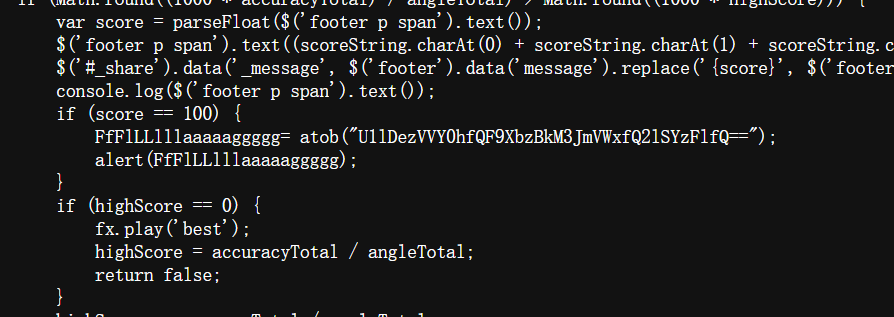 if (Math.round((1000 * accuracyTotal) / angleTotal) > Math.round((1000 * highScore))) {
var score = parseFloat($('footer p span').text());
$('footer p span').text((scoreString.charAt(0) + scoreString.charAt(1) + scoreString.c
$('#_share').data('_message', $('footer').data('message').replace('{score}', $('footer
console.log($('footer p span').text());
if (score == 100) {
FfFlLLlllaaaaaggggg= atob("U1lDezVVY0hfQF9XbzBkM3JmVWxfQ2lSYzFlfQ==");
alert(FfFlLLlllaaaaaggggg);
}
if (highScore == 0) {
fx.play('best');
highScore = accuracyTotal / angleTotal;
return false;
}